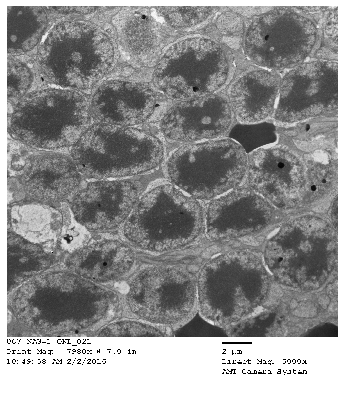 Print Mag: 7980x @ 7.0 in
10:49:58 AM 2/2/2016
2 µm
Direct Mag: 5000x
AMT Camera System